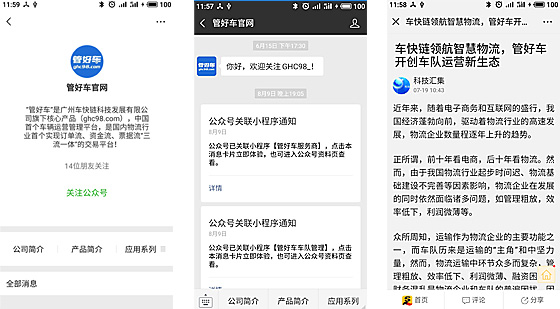 11:59
100
管好车
ghc98.com
管好车官网
"管好车"是广州车快链科技发展有限公
司旗下核心产品（ghc98.com），中国
首个车辆运营管理平台，是国内物流行
业首个实现订单流、资金流、票据流"三
流一体"的交易平台！
14位朋友关注
关注公众号
公司简介
产品简介
应用系列
全部消息
11:57
100
管好车官网
6月15日 下午17:30
管好车
ghc98.com
你好，欢迎关注 GHC98_！
8月9日 晚上19:05
公众号关联小程序通知
8月9日
公众号已关联小程序【管好车服务商】，点击本
消息卡片立即体验，也可进入公众号资料页查
看。
详情
公众号关联小程序通知
8月9日
公众号已关联小程序【管好车车队管理】，点击
本消息卡片立即体验，也可进入公众号资料页
查看。
公司简介
产品简介
应用系列
11:58
100
车快链领航智慧物流，管好车开...
车快链领航智慧物流，管好车
开创车队运营新生态
科技汇集
07-19 10:43
近年来，随着电子商务和互联网的盛行，我
国经济蓬勃向前，驱动着物流行业的高速发
展，物流企业数量程逐年上升的趋势。
正所谓，前十年看电商，后十年看物流。然
而，由于我国物流行业起步时间迟、物流基
础建设不完善等因素影响，物流企业在发展
的同时依然面临诸多问题，如管理粗放，效
率低下，利润微薄等。
众所周知，运输作为物流企业的主要功能之
一，而车队历来是运输的"主角"和中坚力
量，然而，物流运输环节众多而复杂，管
理粗放、效率低下、利润微薄、融资困
首页
评论
分享